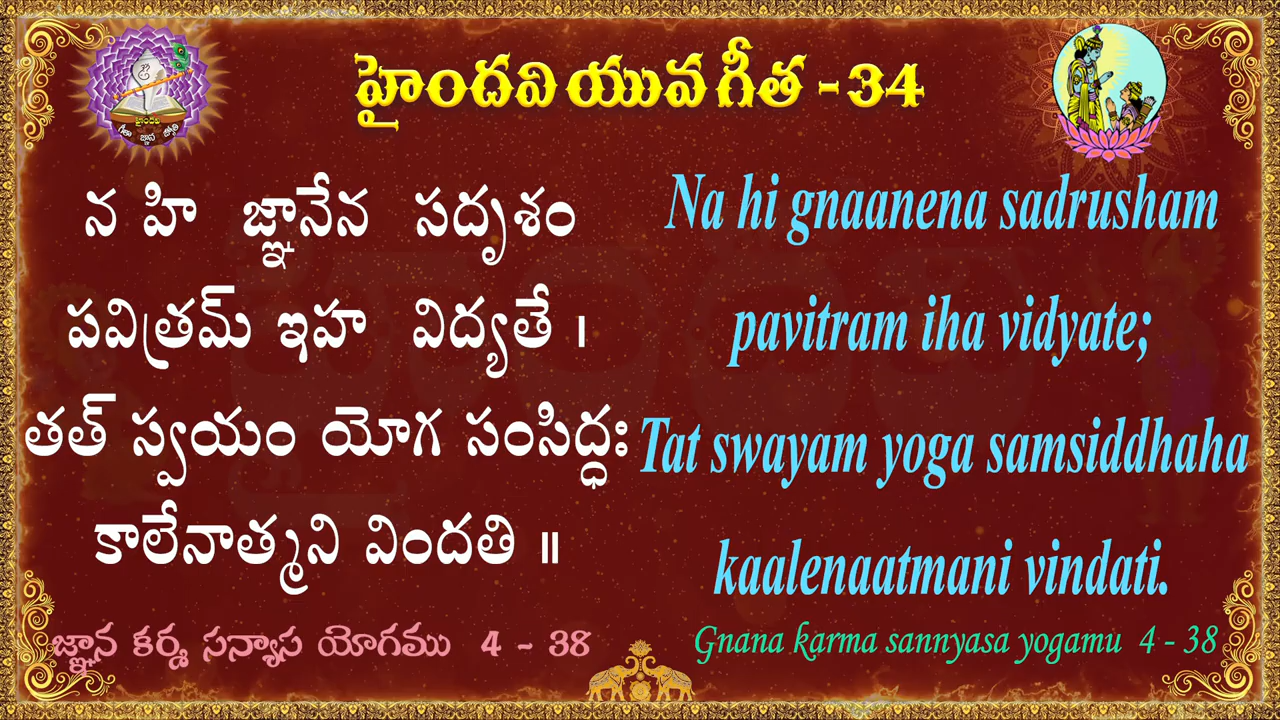 హైందవి యువ గీత - 34
హైందవి
గీతా జ్ఞాన జ్యోతి
న హి జ్ఞానేన సదృశం
పవిత్రమ్ ఇహ విద్యతే ।
తత్ స్వయం యోగ సంసిద్ధః
కాలేనాత్మని విందతి ॥
జ్ఞాన కర్మ సన్యాస యోగము 4 - 38
Na hi gnaanena sadrusham
pavitram iha vidyate;
Tat swayam yoga samsiddhaha
kaalenaatmani vindati.
Gnana karma sannyasa yogamu 4 - 38